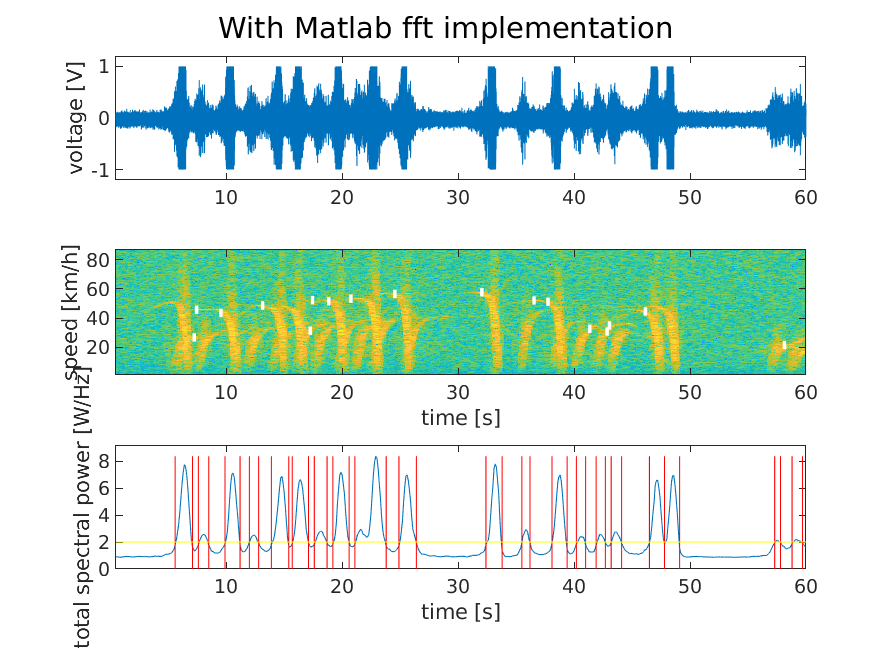 With Matlab fft implementation
voltage [V]
1
0
-1
10 20 30 40 50 60
speed [km/h]
80
60
40
20
10 20 30 40 50 60
time [s]
total spectral power [W/Hz]
8
6
4
2
0
10 20 30 40 50 60
time [s]